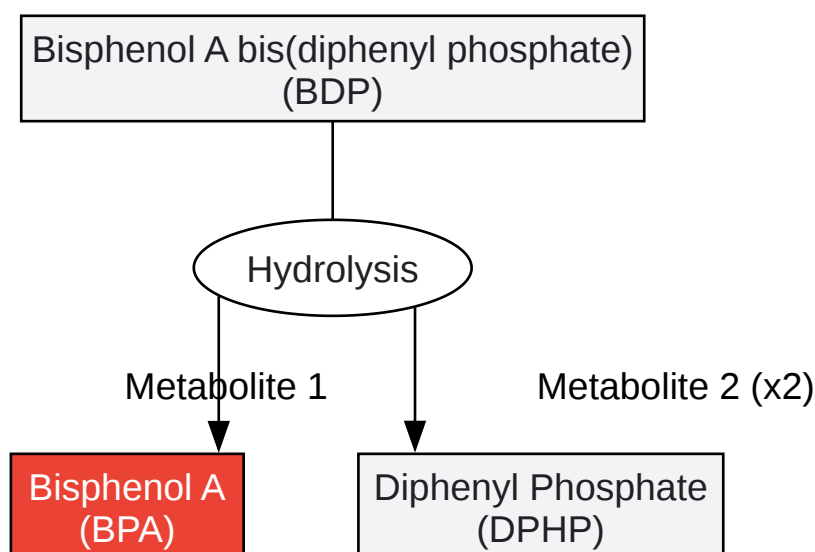 Bisphenol A bis(diphenyl phosphate)
(BDP)
Hydrolysis
Metabolite 1
Metabolite 2 (x2)
Bisphenol A
(BPA)
Diphenyl Phosphate
(DPHP)